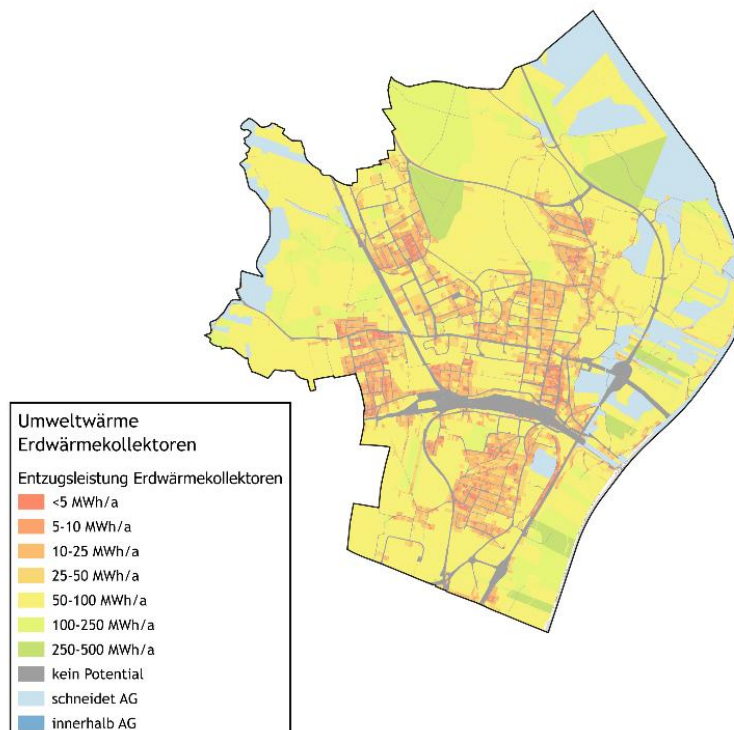 Umweltwärme
Erdwärmekollektoren
Entzugsleistung Erdwärmekollektoren
<5 MWh/a
5-10 MWh/a
10-25 MWh/a
25-50 MWh/a
50-100 MWh/a
100-250 MWh/a
250-500 MWh/a
kein Potential
schneidet AG
innerhalb AG